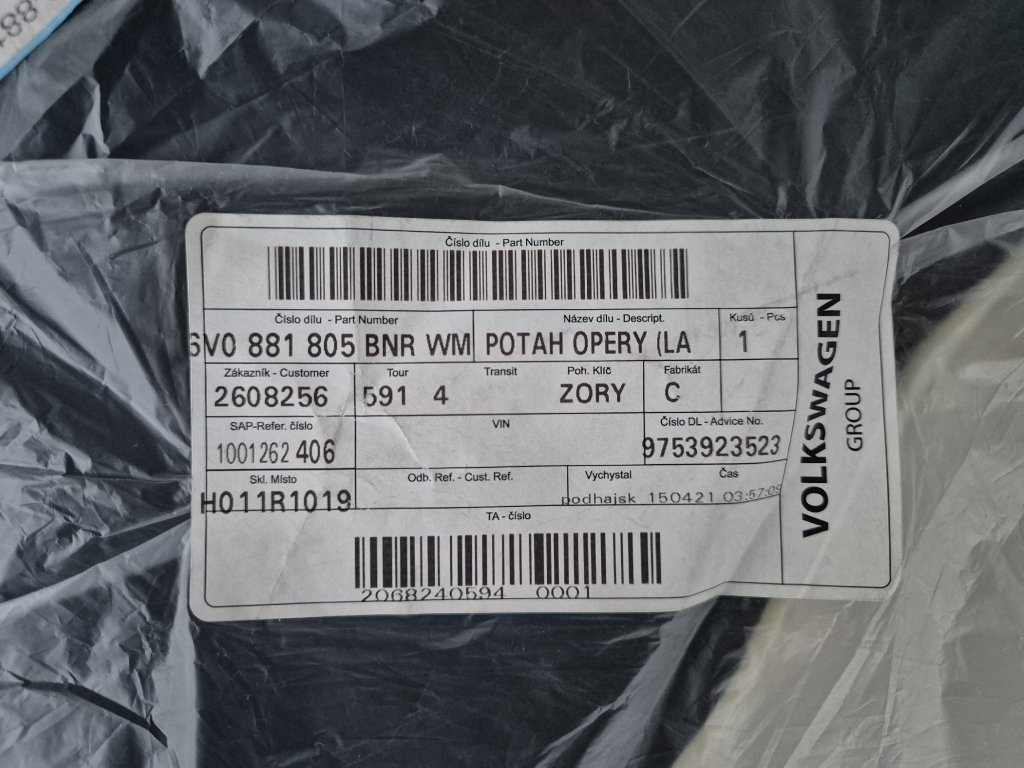 881
Číslo dílu - Part Number
Číslo dílu - Part Number
Název dílu - Descript.
Kusů - Pcs
6V0 881 805 BNR WM
POTAH OPERY (LA
1
Zákazník - Customer
Tour
Transit
Poh. Klíč
Fabrikát
2608256
591 4
ZORY
C
SAP-Refer. číslo
VIN
Číslo DL - Advice No.
1001262 406
9753923523
Skl. Místo
Odb. Ref. - Cust. Ref.
Vychystal
Čas
H011R1019
podhajsk 150421 03:57:09
TA - číslo
2068240594 0001
VOLKSWAGEN
GROUP